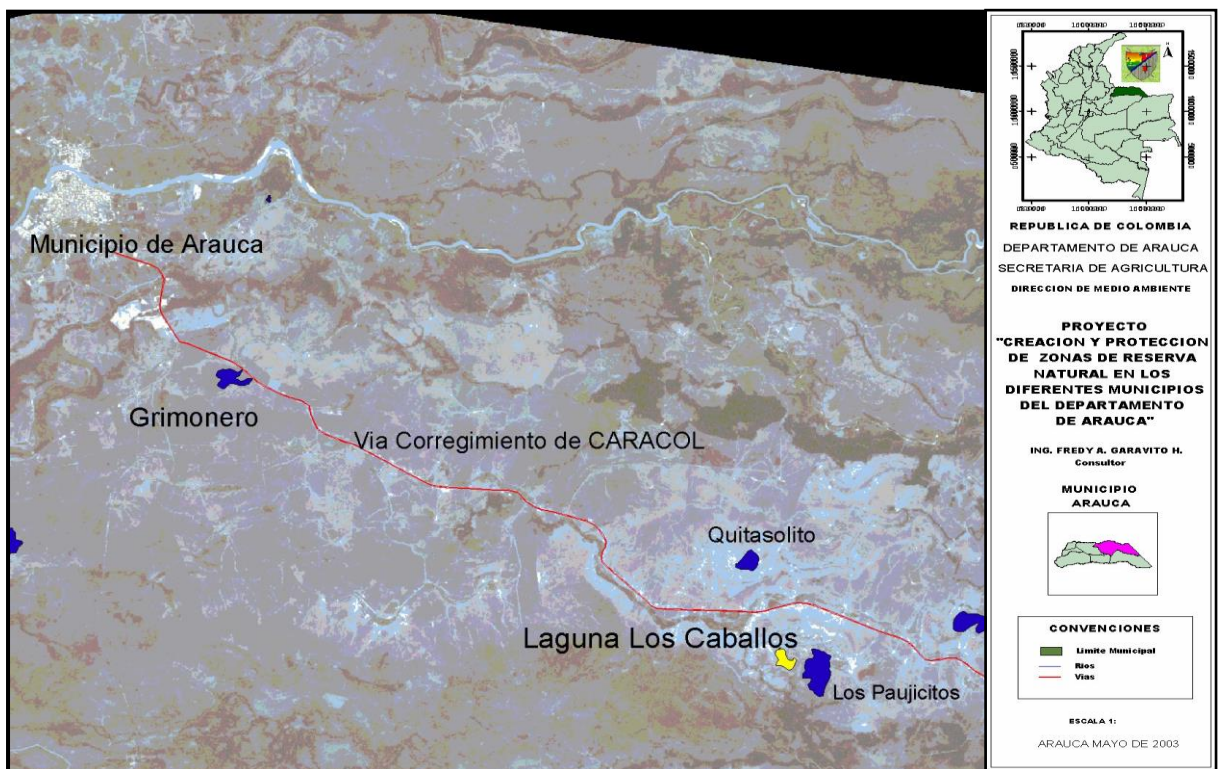 Municipio de Arauca
Grimonero
Via Corregimiento de CARACOL
Quitasolito
Laguna Los Caballos
Los Paujicitos
REPUBLICA DE COLOMBIA
DEPARTAMENTO DE ARAUCA
SECRETARIA DE AGRICULTURA
DIRECCION DE MEDIO AMBIENTE
PROYECTO
"CREACION Y PROTECCION
DE ZONAS DE RESERVA
NATURAL EN LOS
DIFERENTES MUNICIPIOS
DEL DEPARTAMENTO
DE ARAUCA"
ING. FREDY A. GARAVITO H.
Consultor
MUNICIPIO
ARAUCA
CONVENCIONES
Limite Municipal
Rios
Vias
ESCALA 1:
ARAUCA MAYO DE 2003